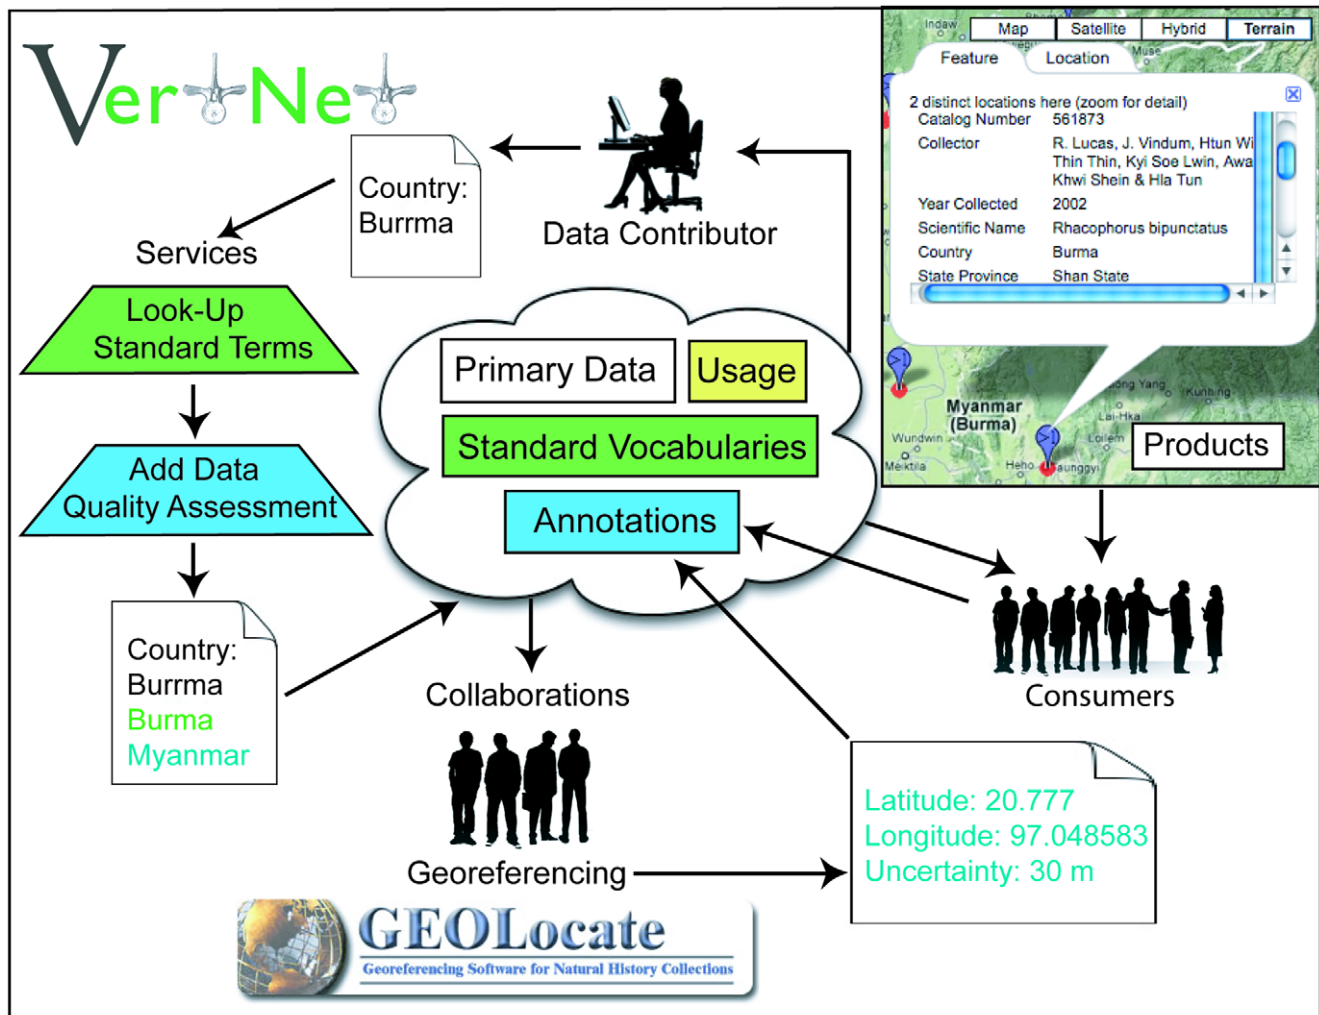 VertNet
Country:
Burrma
Data Contributor
Services
Look-Up
Standard Terms
Add Data
Quality Assessment
Country:
Burrma
Burma
Myanmar
Primary Data
Usage
Standard Vocabularies
Annotations
Collaborations
Georeferencing
GEOLocate
Georeferencing Software for Natural History Collections
Latitude: 20.777
Longitude: 97.048583
Uncertainty: 30 m
Consumers
Indaw
Map Satellite Hybrid Terrain
Muse
Feature Location
2 distinct locations here (zoom for detail)
Catalog Number 561873
Collector R. Lucas, J. Vindum, Htun Wi
Thin Thin, Kyi Soe Lwin, Awa
Khwi Shein & Hla Tun
Year Collected 2002
Scientific Name Rhacophorus bipunctatus
Country Burma
State Province Shan State
>1
Kunhing
Myanmar
(Burma)
Lai-Hka
Wundwin
>1
Loilem
Products
Meiktila
Heho
aunggyi